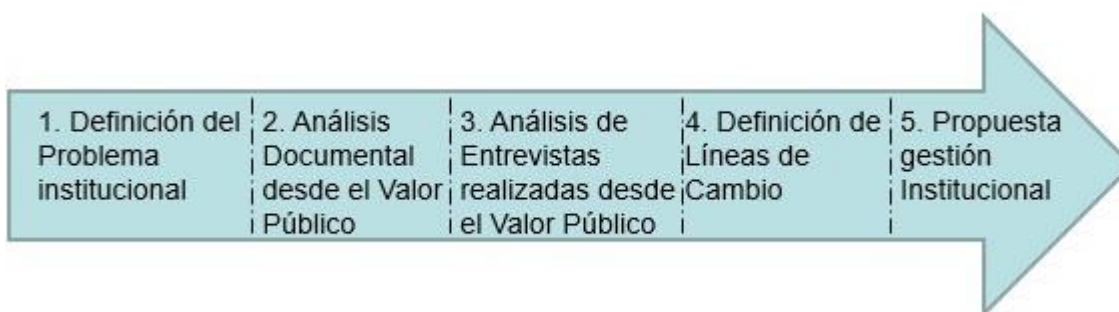 1. Definición del
Problema
institucional
2. Análisis
Documental
desde el Valor
Público
3. Análisis de
Entrevistas
realizadas desde
el Valor Público
4. Definición de
Líneas de
Cambio
5. Propuesta
gestión
Institucional